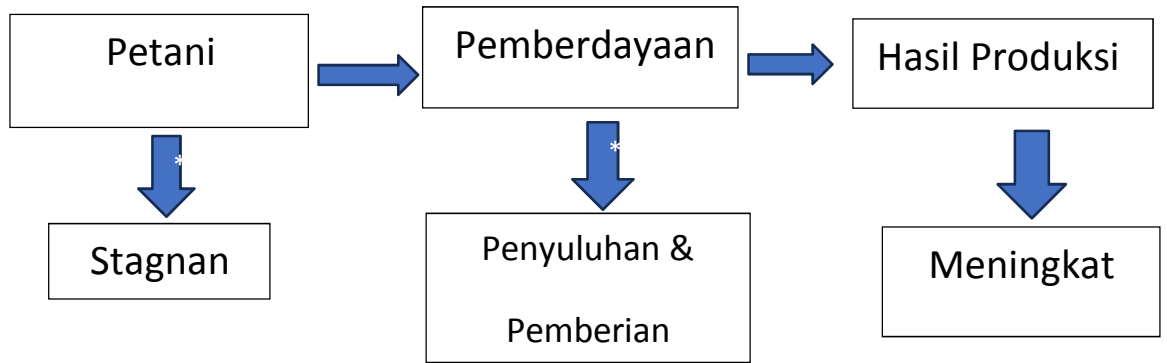 Petani
Pemberdayaan
Hasil Produksi
*
*
Stagnan
Penyuluhan &
Pemberian
Meningkat